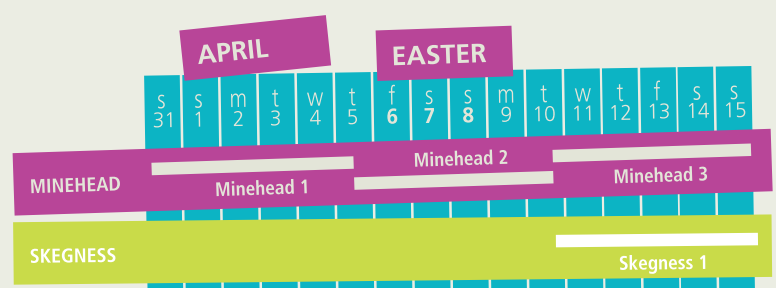 APRIL
EASTER
s s m t w t f s s m t w t f s s
31 1 2 3 4 5 6 7 8 9 10 11 12 13 14 15
MINEHEAD
Minehead 1
Minehead 2
Minehead 3
SKEGNESS
Skegness 1